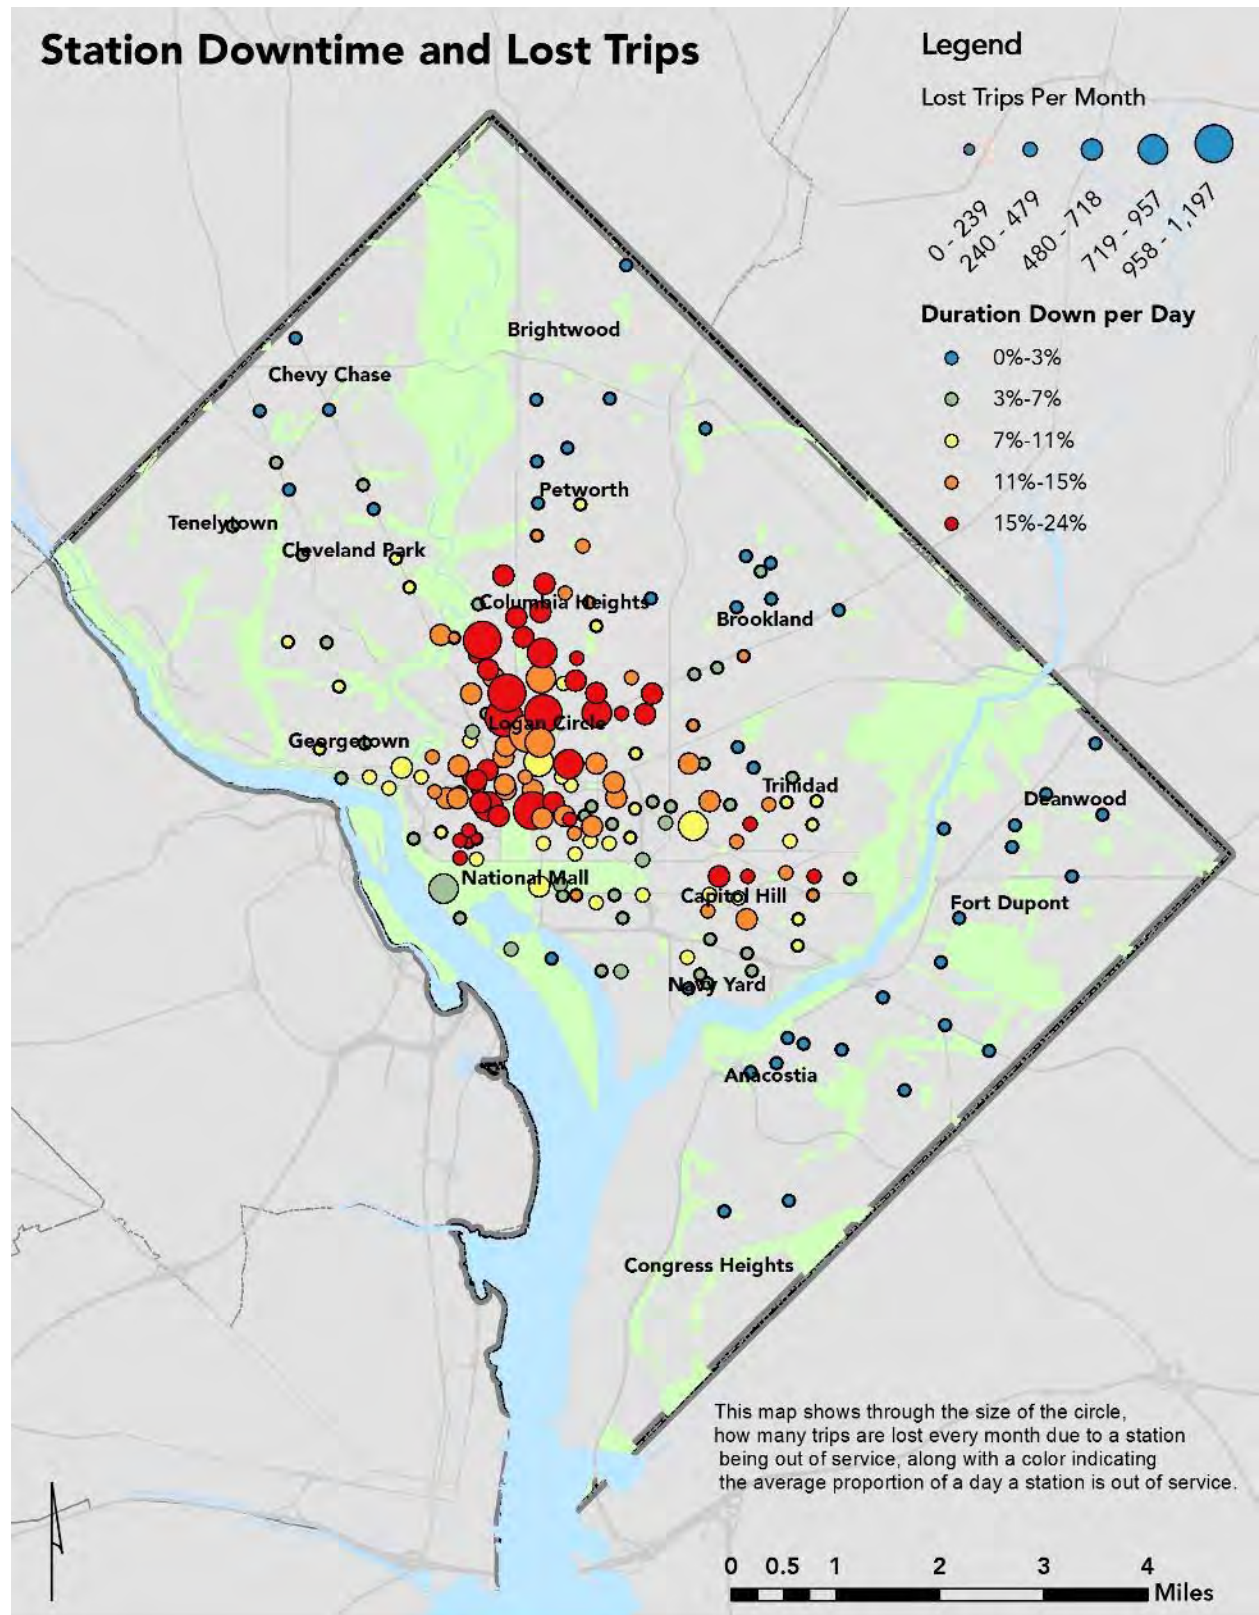 Station Downtime and Lost Trips
Legend
Lost Trips Per Month
0 - 239
240 - 479
480 - 718
719 - 957
958 - 1,197
Duration Down per Day
0%-3%
3%-7%
7%-11%
11%-15%
15%-24%
Brightwood
Chevy Chase
Petworth
Tenelytown
Cleveland Park
Columbia Heights
Brookland
Logan Circle
Georgetown
Trinidad
Deanwood
National Mall
Capitol Hill
Fort Dupont
Navy Yard
Anacostia
Congress Heights
This map shows through the size of the circle,
how many trips are lost every month due to a station
being out of service, along with a color indicating
the average proportion of a day a station is out of service.
0 0.5 1 2 3 4
Miles